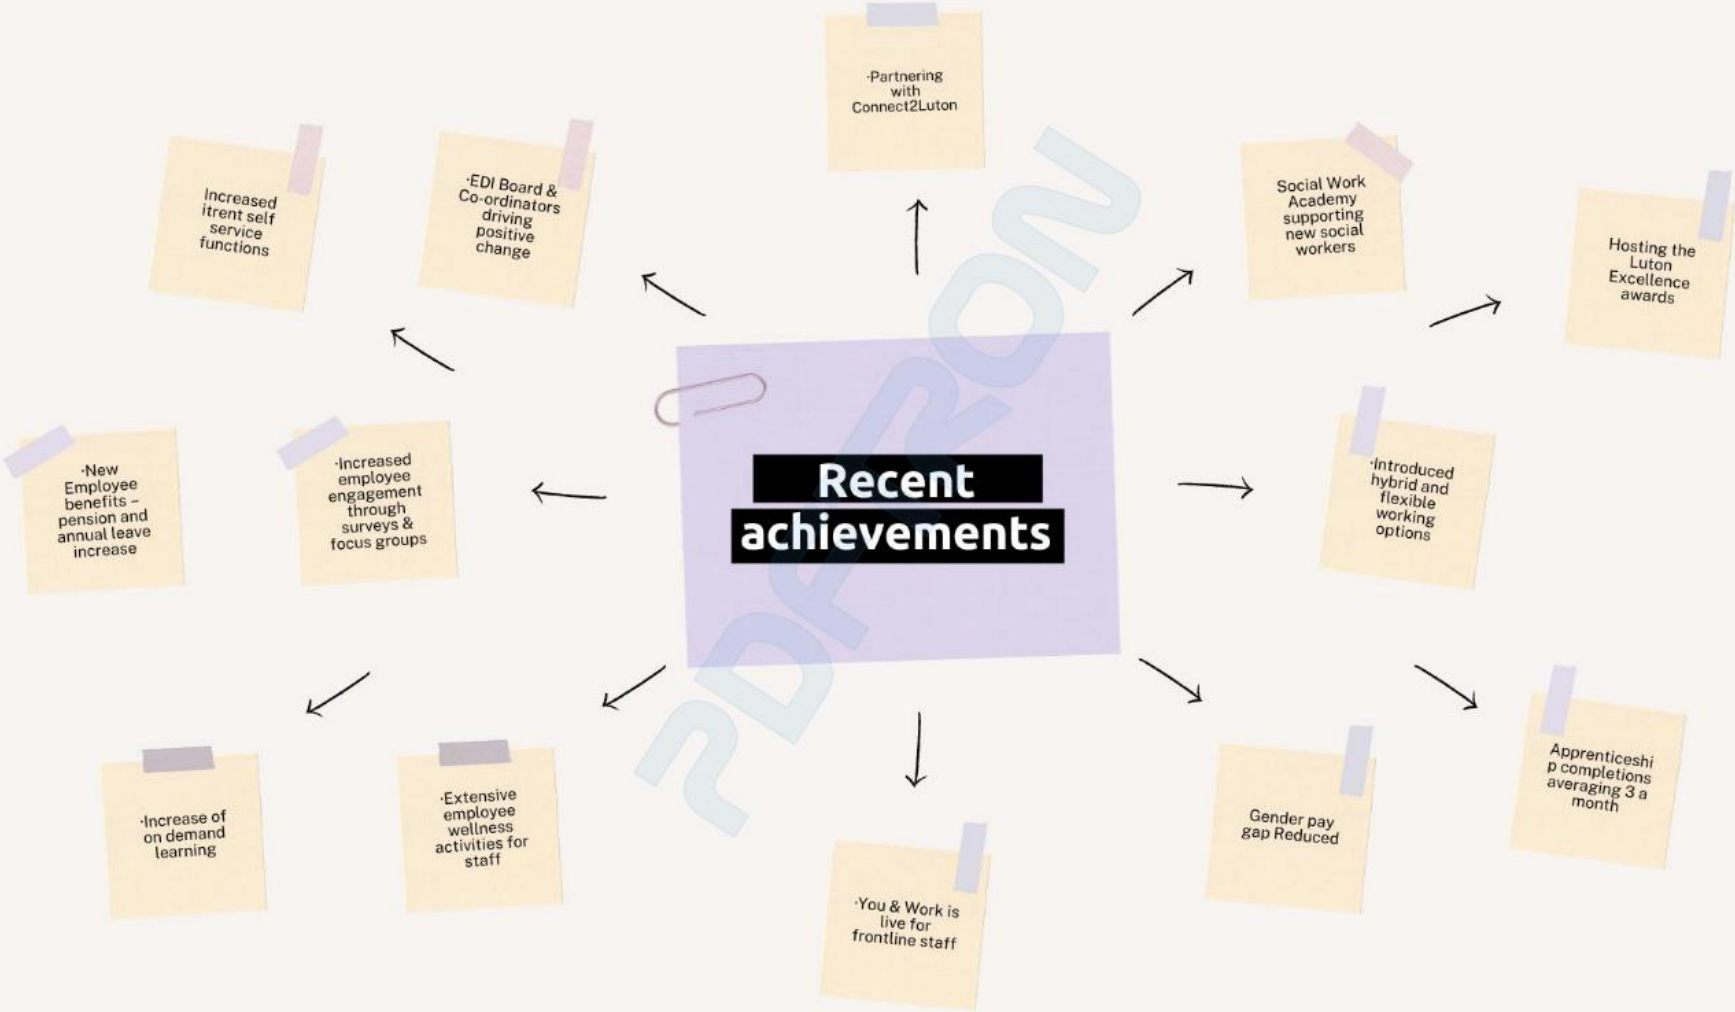 ·Partnering
with
Connect2Luton
Increased
itrent self
service
functions
·EDI Board &
Co-ordinators
driving
positive
change
Social Work
Academy
supporting
new social
workers
Hosting the
Luton
Excellence
awards
·New
Employee
benefits –
pension and
annual leave
increase
·Increased
employee
engagement
through
surveys &
focus groups
Recent
achievements
·Introduced
hybrid and
flexible
working
options
·Increase of
on demand
learning
·Extensive
employee
wellness
activities for
staff
·You & Work is
live for
frontline staff
Gender pay
gap Reduced
Apprenticeshi
p completions
averaging 3 a
month
PDFTRON